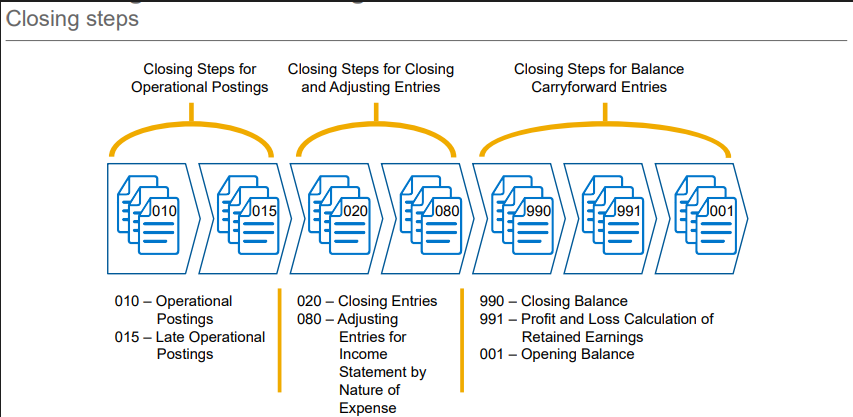 Closing steps
Closing Steps for
Operational Postings
Closing Steps for Closing
and Adjusting Entries
Closing Steps for Balance
Carryforward Entries
010
015
020
080
990
991
001
010 – Operational
Postings
015 – Late Operational
Postings
020 – Closing Entries
080 – Adjusting
Entries for
Income
Statement by
Nature of
Expense
990 – Closing Balance
991 – Profit and Loss Calculation of
Retained Earnings
001 – Opening Balance